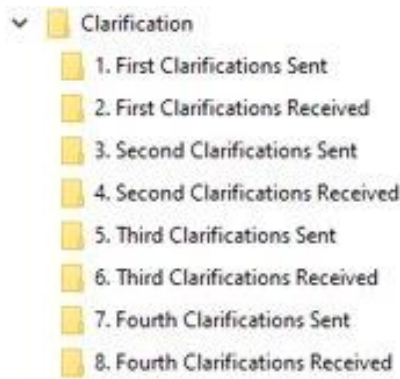 Clarification
1. First Clarifications Sent
2. First Clarifications Received
3. Second Clarifications Sent
4. Second Clarifications Received
5. Third Clarifications Sent
6. Third Clarifications Received
7. Fourth Clarifications Sent
8. Fourth Clarifications Received